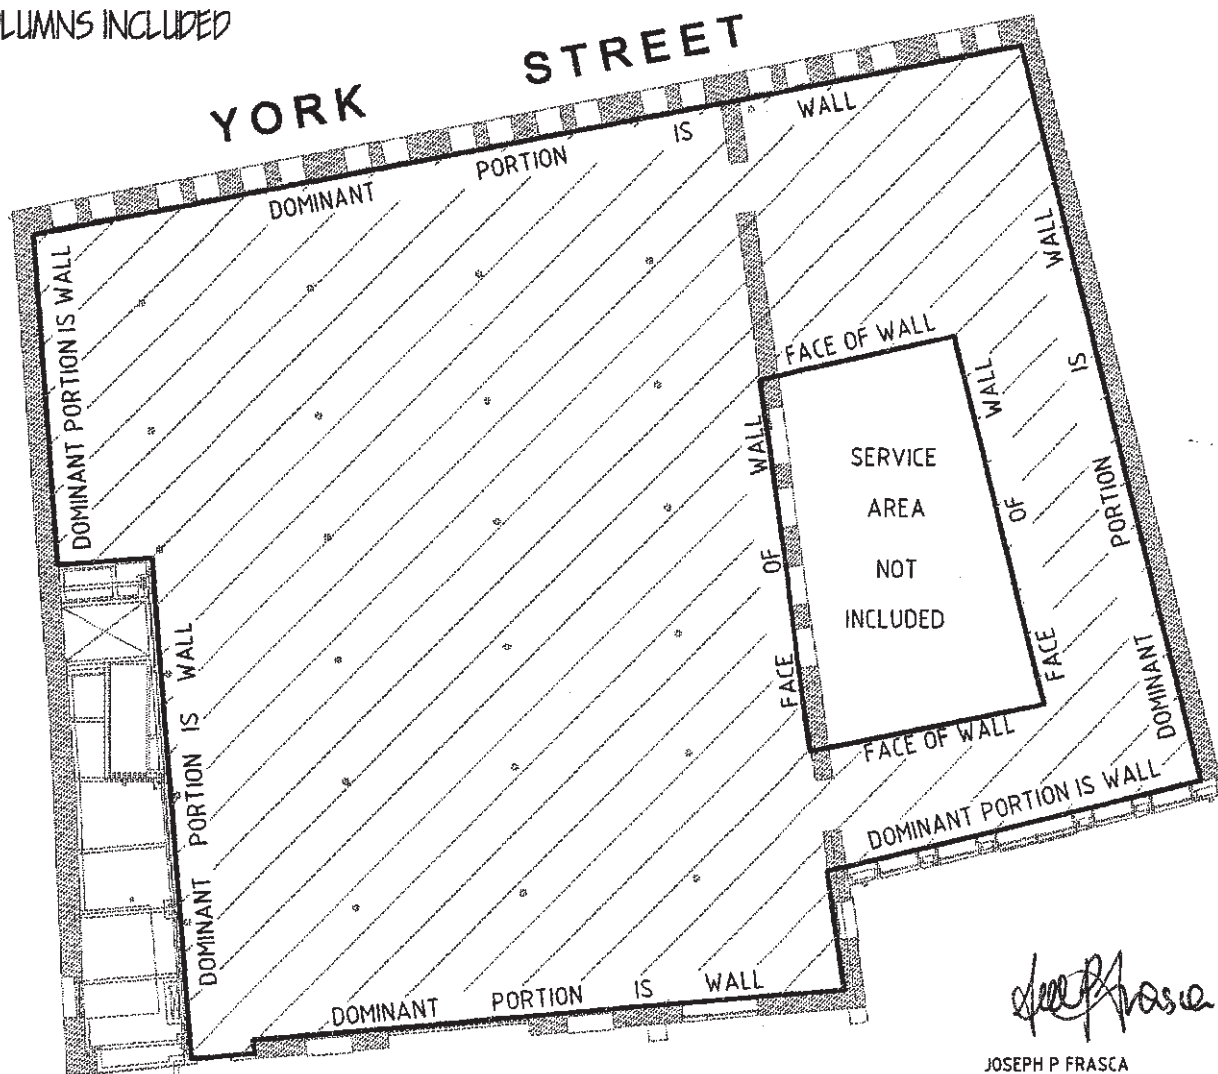 LUMNS INCLUDED
YORK STREET
DOMINANT PORTION IS WALL
DOMINANT PORTION IS WALL
DOMINANT PORTION IS WALL
DOMINANT PORTION IS WALL
DOMINANT PORTION IS WALL
DOMINANT PORTION IS WALL
FACE OF WALL
FACE OF WALL
FACE OF WALL
FACE OF WALL
SERVICE
AREA
NOT
INCLUDED
JOSEPH P FRASCA